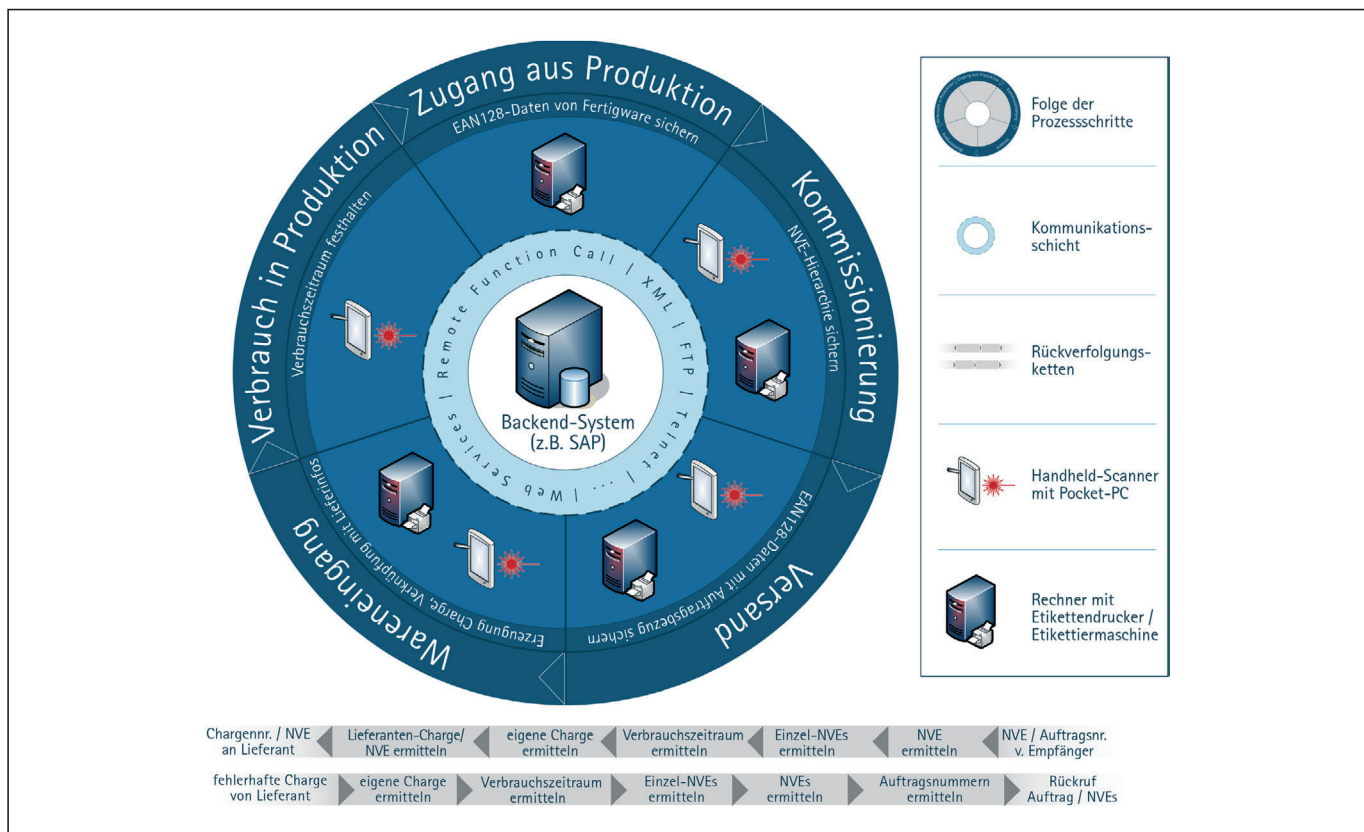 Zugang aus Produktion
EAN128-Daten von Fertigware sichern
Kommissionierung
NVE-Hierarchie sichern
Versand
EAN128-Daten mit Auftragsbezug sichern
Wareneingang
Erzeugung Charge, Verknüpfung mit Lieferinfos
Verbrauch in Produktion
Verbrauchszeitraum festhalten
| Remote Function Call | XML | FTP | Telnet | ... | Web Services
Backend-System
(z.B. SAP)
Folge der
Prozessschritte
Kommunikations-
schicht
Rückverfolgungs-
ketten
Handheld-Scanner
mit Pocket-PC
Rechner mit
Etikettendrucker /
Etikettiermaschine
Chargennr. / NVE
an Lieferant
Lieferanten-Charge/
NVE ermitteln
eigene Charge
ermitteln
Verbrauchszeitraum
ermitteln
Einzel-NVEs
ermitteln
NVE
ermitteln
NVE / Auftragsnr.
v. Empfänger
fehlerhafte Charge
von Lieferant
eigene Charge
ermitteln
Verbrauchszeitraum
ermitteln
Einzel-NVEs
ermitteln
NVEs
ermitteln
Auftragsnummern
ermitteln
Rückruf
Auftrag / NVEs